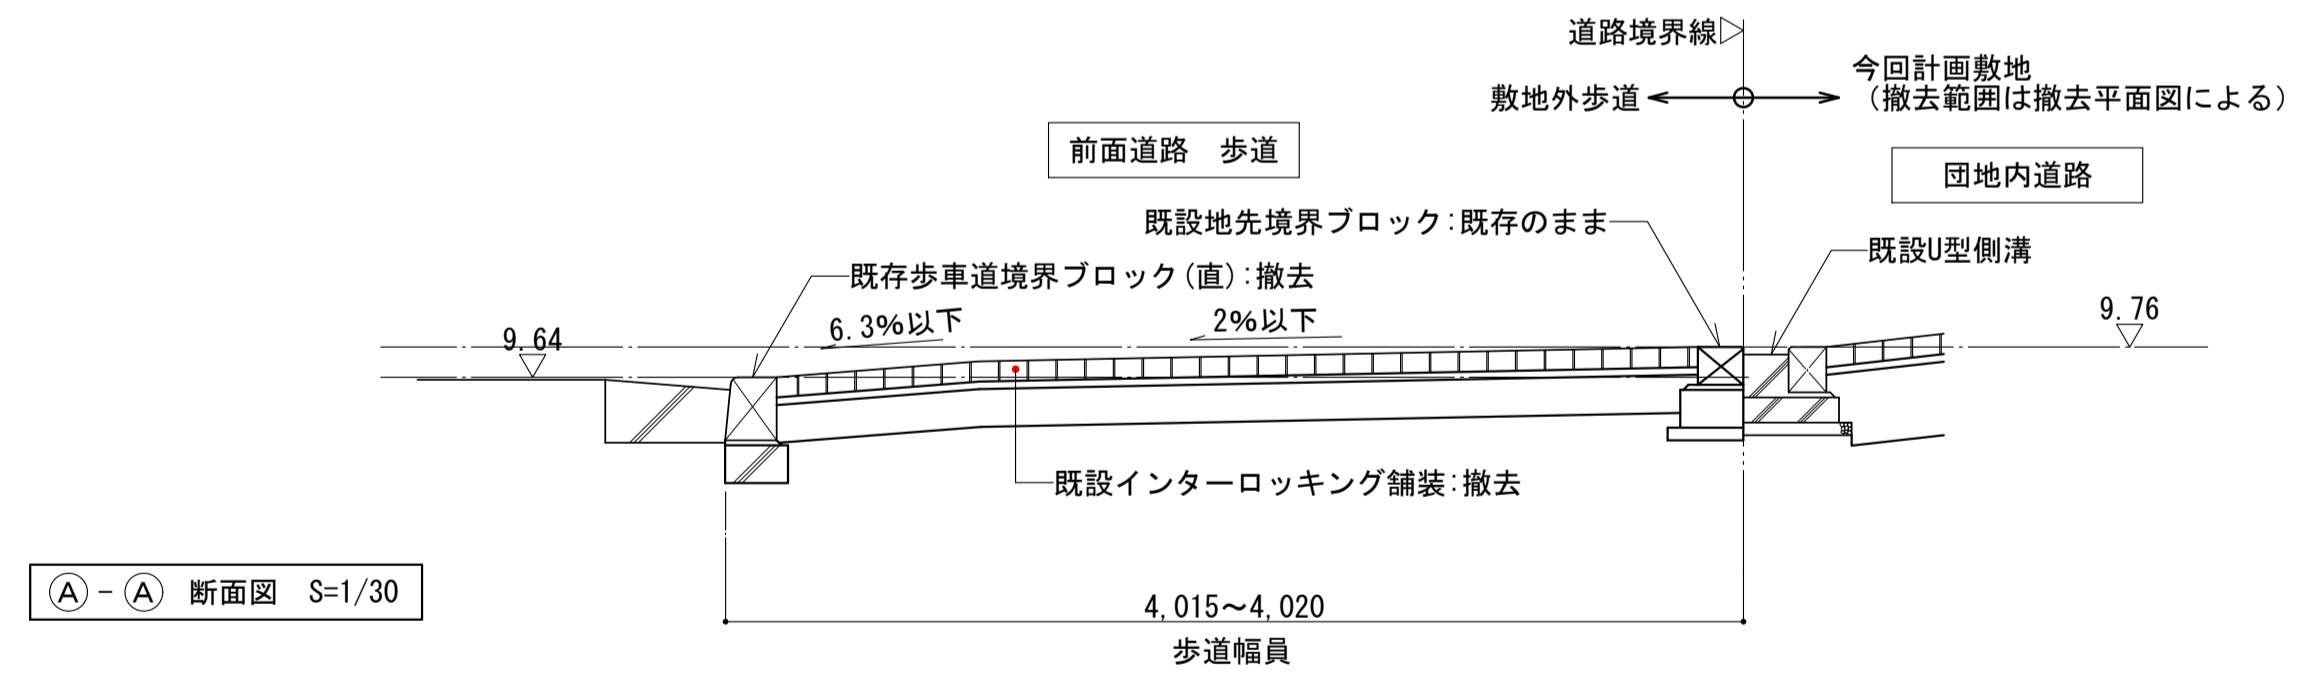 道路境界線
今回計画敷地
敷地外歩道
（撤去範囲は撤去平面図による）
前面道路　歩道
団地内道路
既設地先境界ブロック:既存のまま
既設U型側溝
既存歩車道境界ブロック(直):撤去
9.64
6.3%以下
2%以下
9.76
既設インターロッキング舗装:撤去
Ⓐ-Ⓐ　断面図　S=1/30
4,015～4,020
歩道幅員